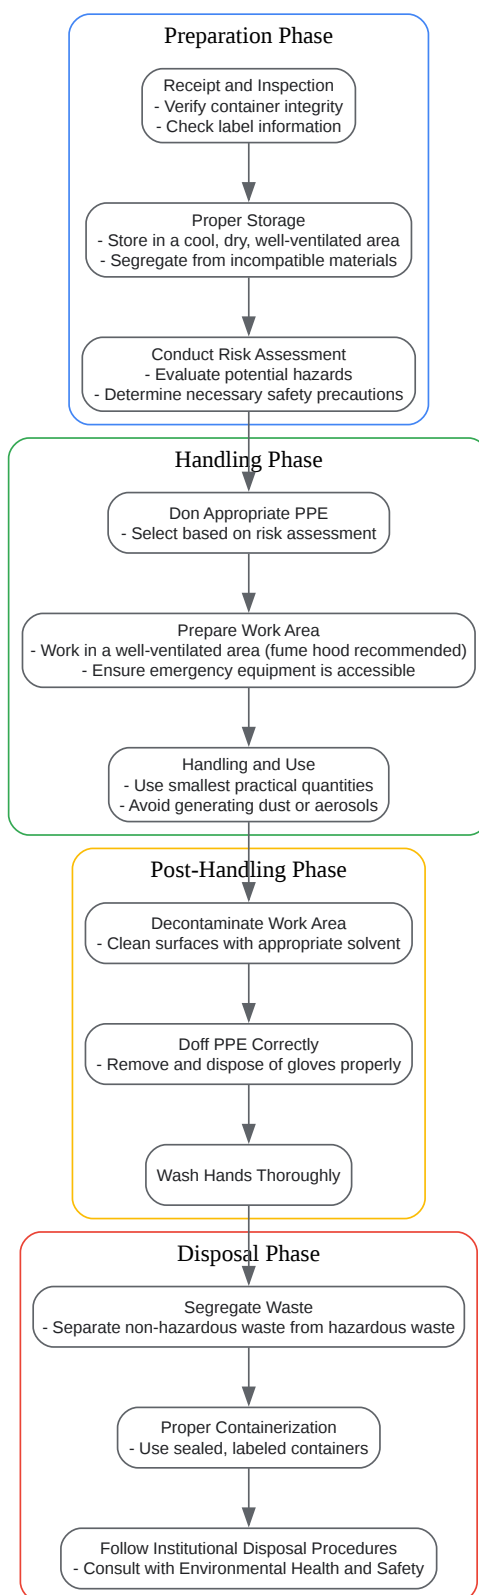 Preparation Phase
Receipt and Inspection
- Verify container integrity
- Check label information
Proper Storage
- Store in a cool, dry, well-ventilated area
- Segregate from incompatible materials
Conduct Risk Assessment
- Evaluate potential hazards
- Determine necessary safety precautions
Handling Phase
Don Appropriate PPE
- Select based on risk assessment
Prepare Work Area
- Work in a well-ventilated area (fume hood recommended)
- Ensure emergency equipment is accessible
Handling and Use
- Use smallest practical quantities
- Avoid generating dust or aerosols
Post-Handling Phase
Decontaminate Work Area
- Clean surfaces with appropriate solvent
Doff PPE Correctly
- Remove and dispose of gloves properly
Wash Hands Thoroughly
Disposal Phase
Segregate Waste
- Separate non-hazardous waste from hazardous waste
Proper Containerization
- Use sealed, labeled containers
Follow Institutional Disposal Procedures
- Consult with Environmental Health and Safety